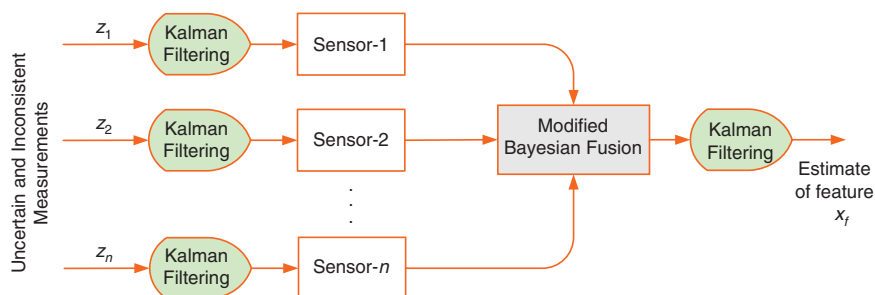 Uncertain and Inconsistent
Measurements
z1
Kalman
Filtering
Sensor-1
z2
Kalman
Filtering
Sensor-2
Modified
Bayesian Fusion
Kalman
Filtering
Estimate
of feature
xf
zn
Kalman
Filtering
Sensor-n